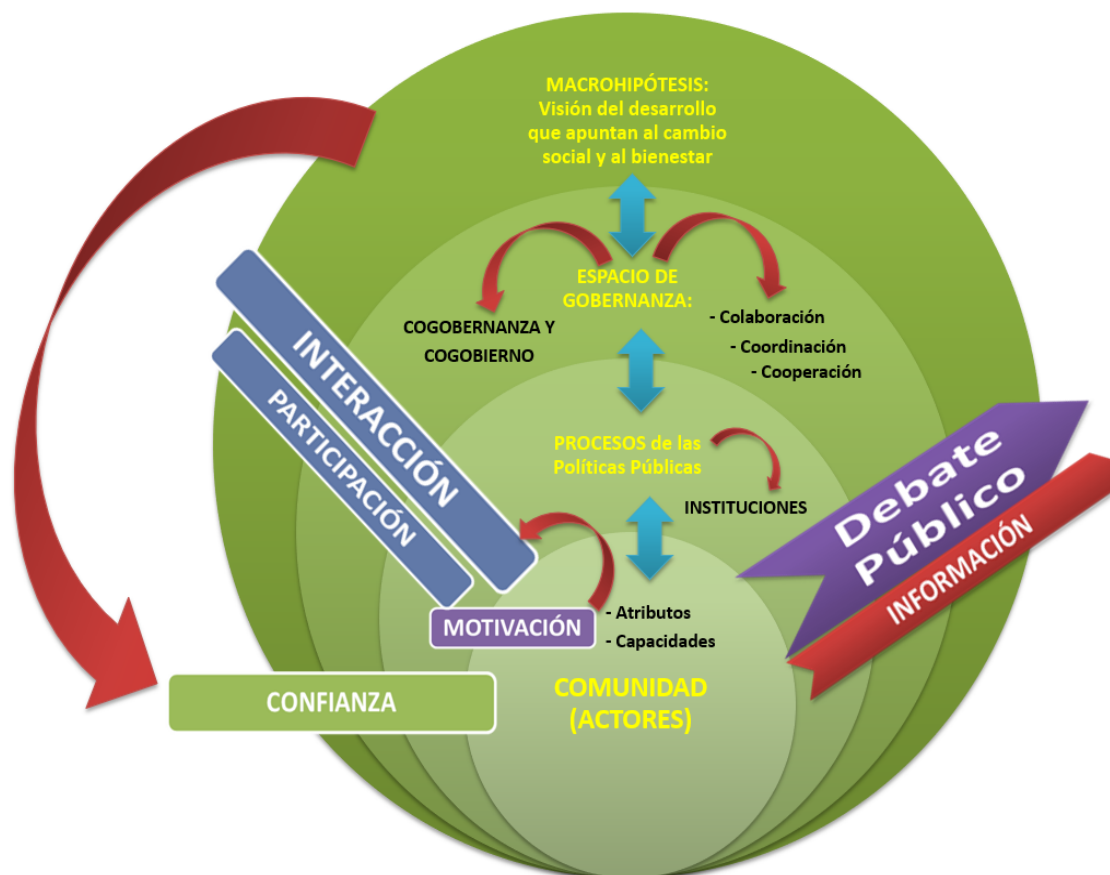 MACROHIPÓTESIS:
Visión del desarrollo
que apuntan al cambio
social y al bienestar
ESPACIO DE
GOBERNANZA:
COGOBERNANZA Y
COGOBIERNO
- Colaboración
- Coordinación
- Cooperación
INTERACCIÓN
PARTICIPACIÓN
PROCESOS de las
Políticas Públicas
INSTITUCIONES
Debate
Público
INFORMACIÓN
MOTIVACIÓN
- Atributos
- Capacidades
CONFIANZA
COMUNIDAD
(ACTORES)